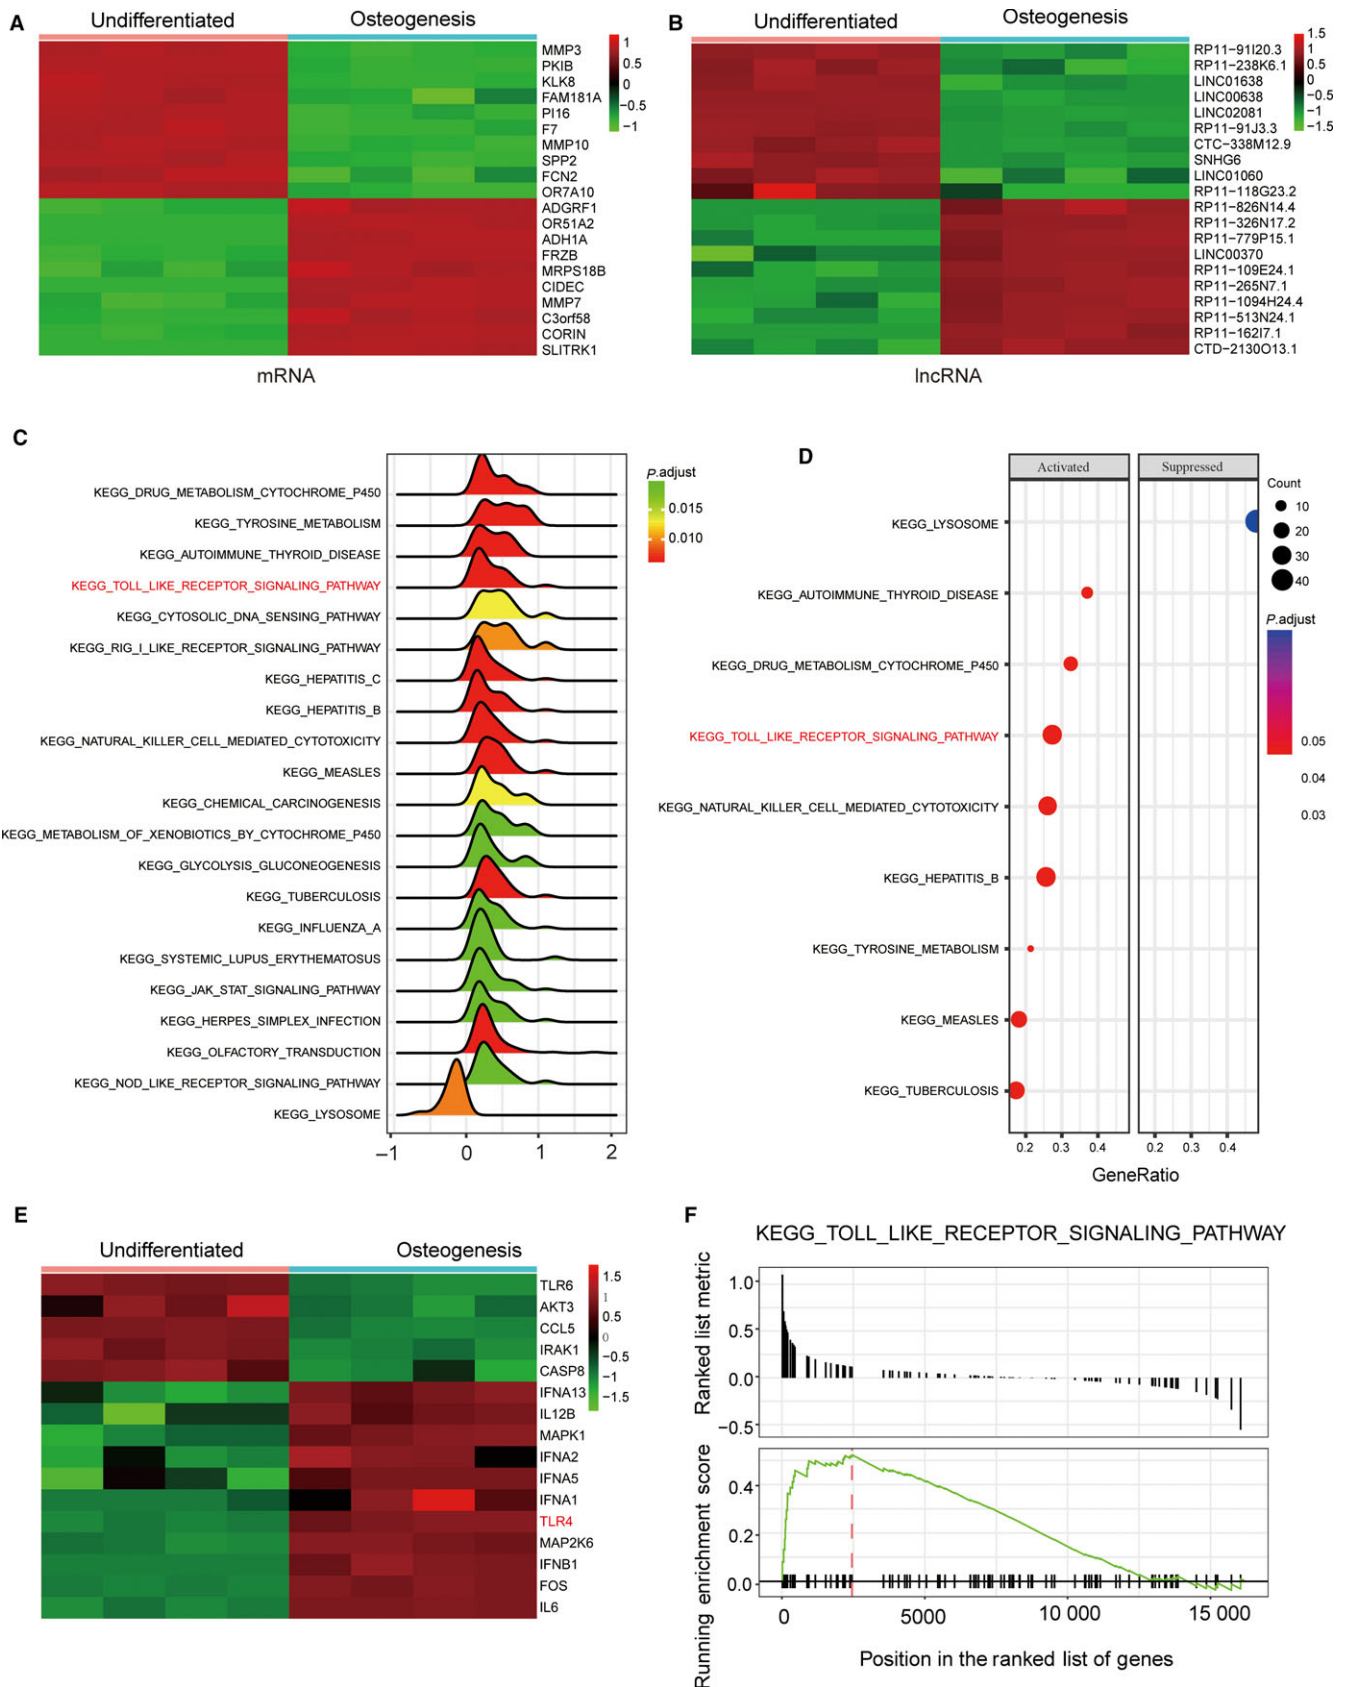 A
Undifferentiated
Osteogenesis
MMP3
PKIB
KLK8
FAM181A
PI16
F7
MMP10
SPP2
FCN2
OR7A10
ADGRF1
OR51A2
ADH1A
FRZB
MRPS18B
CIDEC
MMP7
C3orf58
CORIN
SLITRK1
1
0.5
0
−0.5
−1
mRNA
B
Undifferentiated
Osteogenesis
RP11−91I20.3
RP11−238K6.1
LINC01638
LINC00638
LINC02081
RP11−91J3.3
CTC−338M12.9
SNHG6
LINC01060
RP11−118G23.2
RP11−826N14.4
RP11−326N17.2
RP11−779P15.1
LINC00370
RP11−109E24.1
RP11−265N7.1
RP11−1094H24.4
RP11−513N24.1
RP11−162I7.1
CTD−2130O13.1
1.5
1
0.5
0
−0.5
−1
−1.5
lncRNA
C
KEGG_DRUG_METABOLISM_CYTOCHROME_P450
KEGG_TYROSINE_METABOLISM
KEGG_AUTOIMMUNE_THYROID_DISEASE
KEGG_TOLL_LIKE_RECEPTOR_SIGNALING_PATHWAY
KEGG_CYTOSOLIC_DNA_SENSING_PATHWAY
KEGG_RIG_I_LIKE_RECEPTOR_SIGNALING_PATHWAY
KEGG_HEPATITIS_C
KEGG_HEPATITIS_B
KEGG_NATURAL_KILLER_CELL_MEDIATED_CYTOTOXICITY
KEGG_MEASLES
KEGG_CHEMICAL_CARCINOGENESIS
KEGG_METABOLISM_OF_XENOBIOTICS_BY_CYTOCHROME_P450
KEGG_GLYCOLYSIS_GLUCONEOGENESIS
KEGG_TUBERCULOSIS
KEGG_INFLUENZA_A
KEGG_SYSTEMIC_LUPUS_ERYTHEMATOSUS
KEGG_JAK_STAT_SIGNALING_PATHWAY
KEGG_HERPES_SIMPLEX_INFECTION
KEGG_OLFACTORY_TRANSDUCTION
KEGG_NOD_LIKE_RECEPTOR_SIGNALING_PATHWAY
KEGG_LYSOSOME
−1 0 1 2
P.adjust
0.015
0.010
D
Activated
Suppressed
KEGG_LYSOSOME
KEGG_AUTOIMMUNE_THYROID_DISEASE
KEGG_DRUG_METABOLISM_CYTOCHROME_P450
KEGG_TOLL_LIKE_RECEPTOR_SIGNALING_PATHWAY
KEGG_NATURAL_KILLER_CELL_MEDIATED_CYTOTOXICITY
KEGG_HEPATITIS_B
KEGG_TYROSINE_METABOLISM
KEGG_MEASLES
KEGG_TUBERCULOSIS
0.2 0.3 0.4 0.2 0.3 0.4
GeneRatio
Count
10
20
30
40
P.adjust
0.05
0.04
0.03
E
Undifferentiated
Osteogenesis
TLR6
AKT3
CCL5
IRAK1
CASP8
IFNA13
IL12B
MAPK1
IFNA2
IFNA5
IFNA1
TLR4
MAP2K6
IFNB1
FOS
IL6
1.5
1
0.5
0
−0.5
−1
−1.5
F
KEGG_TOLL_LIKE_RECEPTOR_SIGNALING_PATHWAY
Ranked list metric
1.0
0.5
0.0
−0.5
Running enrichment score
0.4
0.2
0.0
0 5000 10 000 15 000
Position in the ranked list of genes